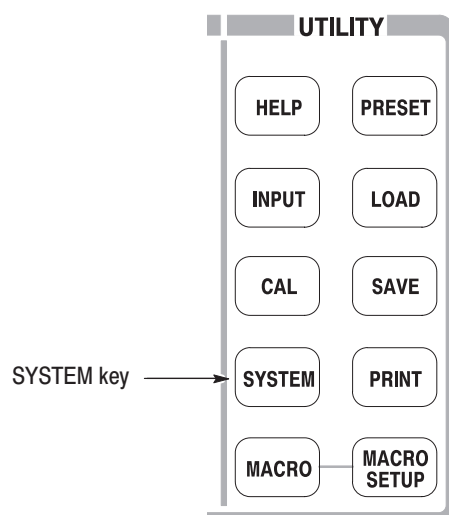 UTILITY
HELP PRESET
INPUT LOAD
CAL SAVE
SYSTEM key SYSTEM PRINT
MACRO MACRO
SETUP